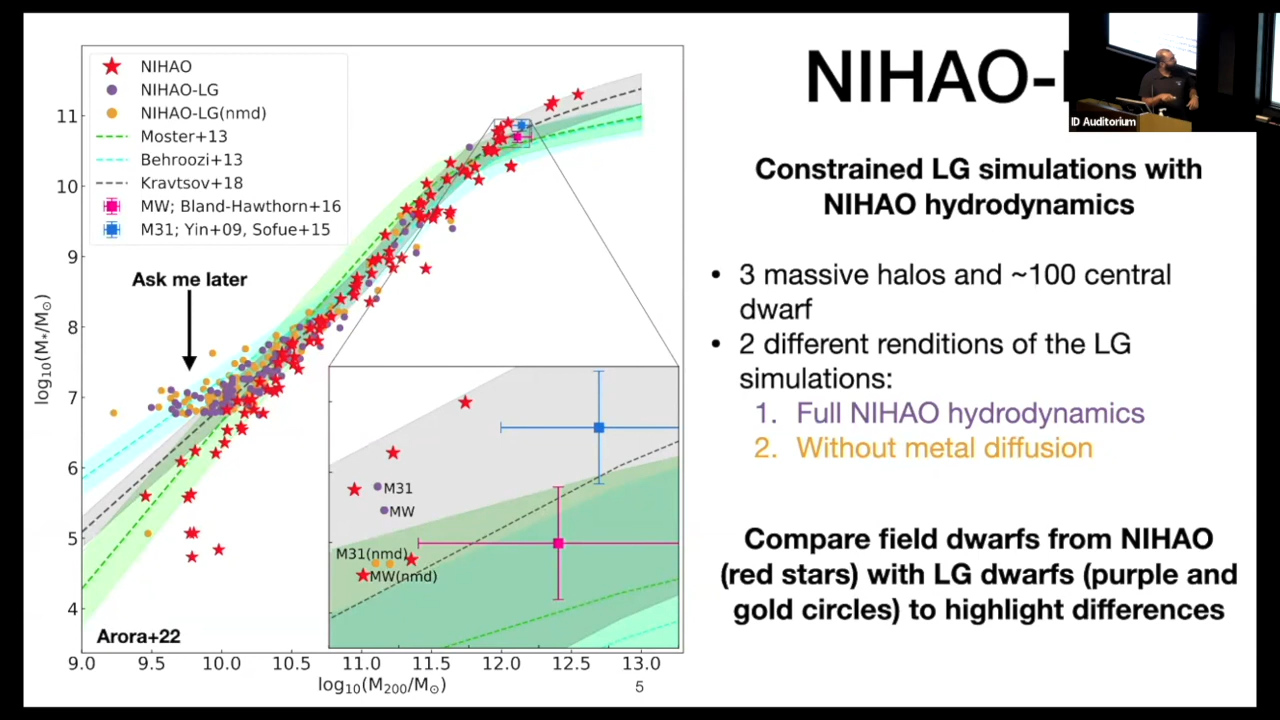 NIHAO-
ID Auditorium
NIHAO
NIHAO-LG
NIHAO-LG(nmd)
Moster+13
Behroozi+13
Kravtsov+18
MW; Bland-Hawthorn+16
M31; Yin+09, Sofue+15
Ask me later
M31
MW
M31(nmd)
MW(nmd)
Arora+22
log₁₀(M*/M⊙)
11
10
9
8
7
6
5
4
9.0 9.5 10.0 10.5 11.0 11.5 12.0 12.5 13.0
log₁₀(M₂₀₀/M⊙)
Constrained LG simulations with
NIHAO hydrodynamics
• 3 massive halos and ~100 central
dwarf
• 2 different renditions of the LG
simulations:
1. Full NIHAO hydrodynamics
2. Without metal diffusion
Compare field dwarfs from NIHAO
(red stars) with LG dwarfs (purple and
gold circles) to highlight differences
5